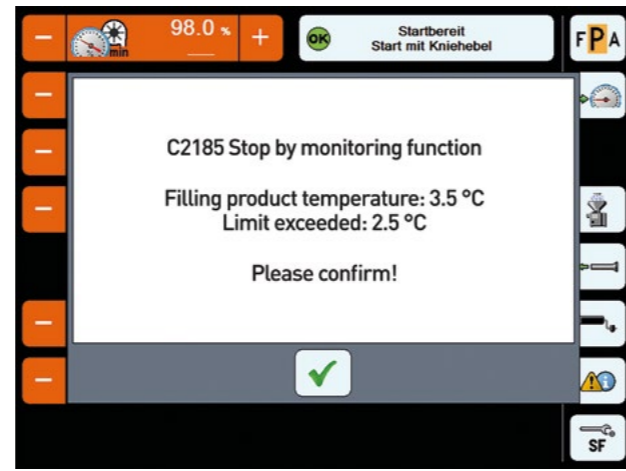 min
98.0 %
OK
Startbereit
Start mit Kniehebel
F P A
C2185 Stop by monitoring function
Filling product temperature: 3.5 °C
Limit exceeded: 2.5 °C
Please confirm!
SF